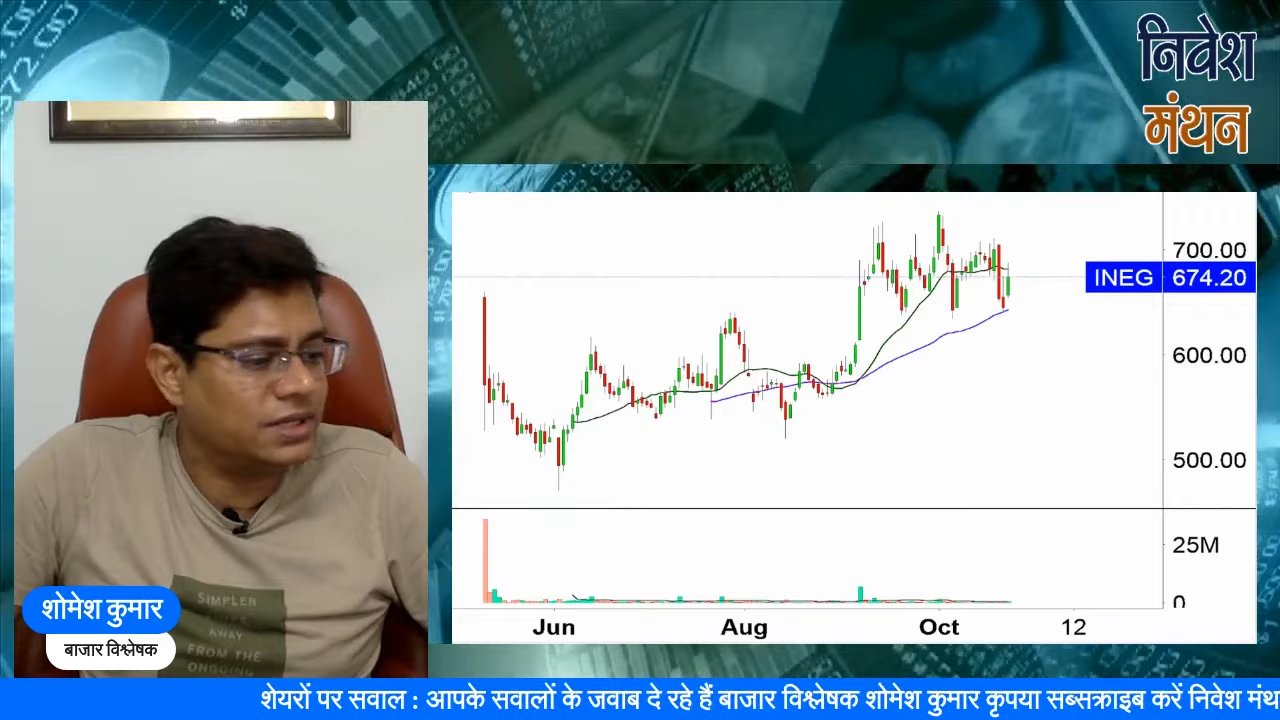 निवेश
मंथन
700.00
INEG 674.20
600.00
500.00
25M
0
Jun Aug Oct 12
SIMPLER
AWAY
FROM THE
ONGOING
शोमेश कुमार
बाजार विश्लेषक
शेयरों पर सवाल : आपके सवालों के जवाब दे रहे हैं बाजार विश्लेषक शोमेश कुमार कृपया सब्सक्राइब करें निवेश मंथ